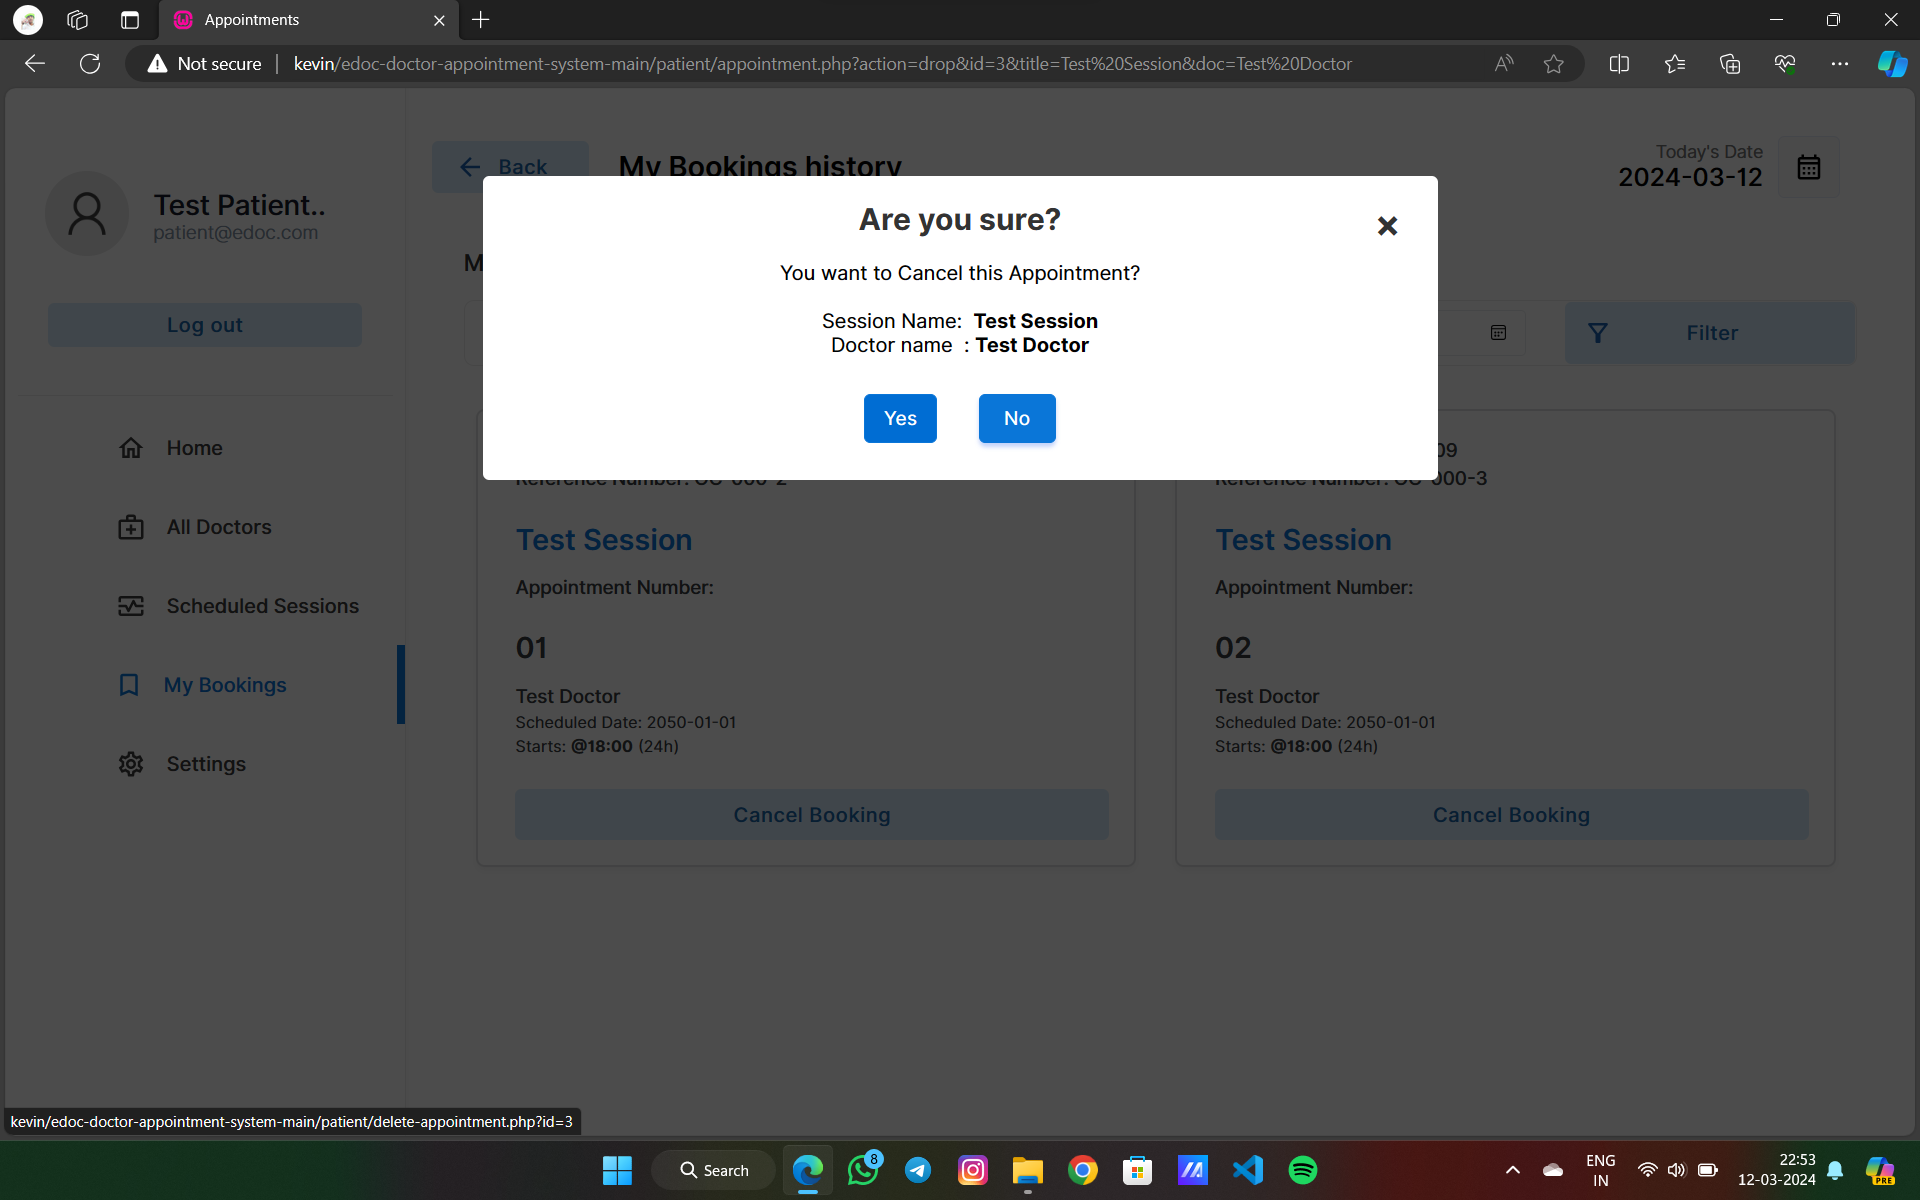 Appointments
Not secure
kevin/edoc-doctor-appointment-system-main/patient/appointment.php?action=drop&id=3&title=Test%20Session&doc=Test%20Doctor
Test Patient..
patient@edoc.com
Log out
Home
All Doctors
Scheduled Sessions
My Bookings
Settings
Back
My Bookings history
Today's Date
2024-03-12
M
Filter
Are you sure?
You want to Cancel this Appointment?
Session Name: Test Session
Doctor name : Test Doctor
Yes
No
Reference Number: OC-000-2
Test Session
Appointment Number:
01
Test Doctor
Scheduled Date: 2050-01-01
Starts: @18:00 (24h)
Cancel Booking
09
Reference Number: OC-000-3
Test Session
Appointment Number:
02
Test Doctor
Scheduled Date: 2050-01-01
Starts: @18:00 (24h)
Cancel Booking
kevin/edoc-doctor-appointment-system-main/patient/delete-appointment.php?id=3
Search
8
ENG
IN
22:53
12-03-2024
PRE